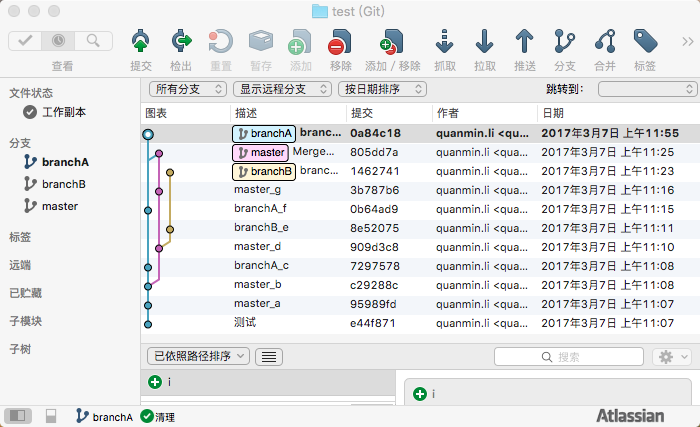 test (Git)
查看 提交 检出 重置 暂存 添加 移除 添加 / 移除 抓取 拉取 推送 分支 合并 标签
文件状态
工作副本
分支
branchA
branchB
master
标签
远端
已贮藏
子模块
子树
所有分支 显示远程分支 按日期排序 跳转到:
图表 描述 提交 作者 日期
branchA branc... 0a84c18 quanmin.li <qua... 2017年3月7日 上午11:55
master Merge... 805dd7a quanmin.li <qua... 2017年3月7日 上午11:25
branchB branc... 1462741 quanmin.li <qua... 2017年3月7日 上午11:23
master_g 3b787b6 quanmin.li <qua... 2017年3月7日 上午11:16
branchA_f 0b64ad9 quanmin.li <qua... 2017年3月7日 上午11:15
branchB_e 8e52075 quanmin.li <qua... 2017年3月7日 上午11:11
master_d 909d3c8 quanmin.li <qua... 2017年3月7日 上午11:10
branchA_c 7297578 quanmin.li <qua... 2017年3月7日 上午11:08
master_b c29288c quanmin.li <qua... 2017年3月7日 上午11:08
master_a 95989fd quanmin.li <qua... 2017年3月7日 上午11:07
测试 e44f871 quanmin.li <qua... 2017年3月7日 上午11:07
已依照路径排序 搜索
i
i
branchA 清理 Atlassian